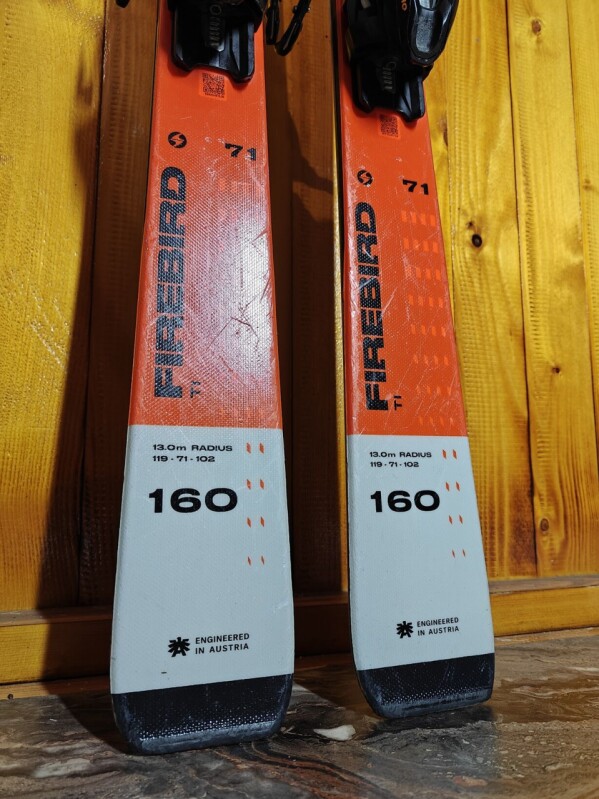 71
FIREBIRD
TI
13.0m RADIUS
119 - 71 - 102
160
ENGINEERED
IN AUSTRIA
71
FIREBIRD
TI
13.0m RADIUS
119 - 71 - 102
160
ENGINEERED
IN AUSTRIA